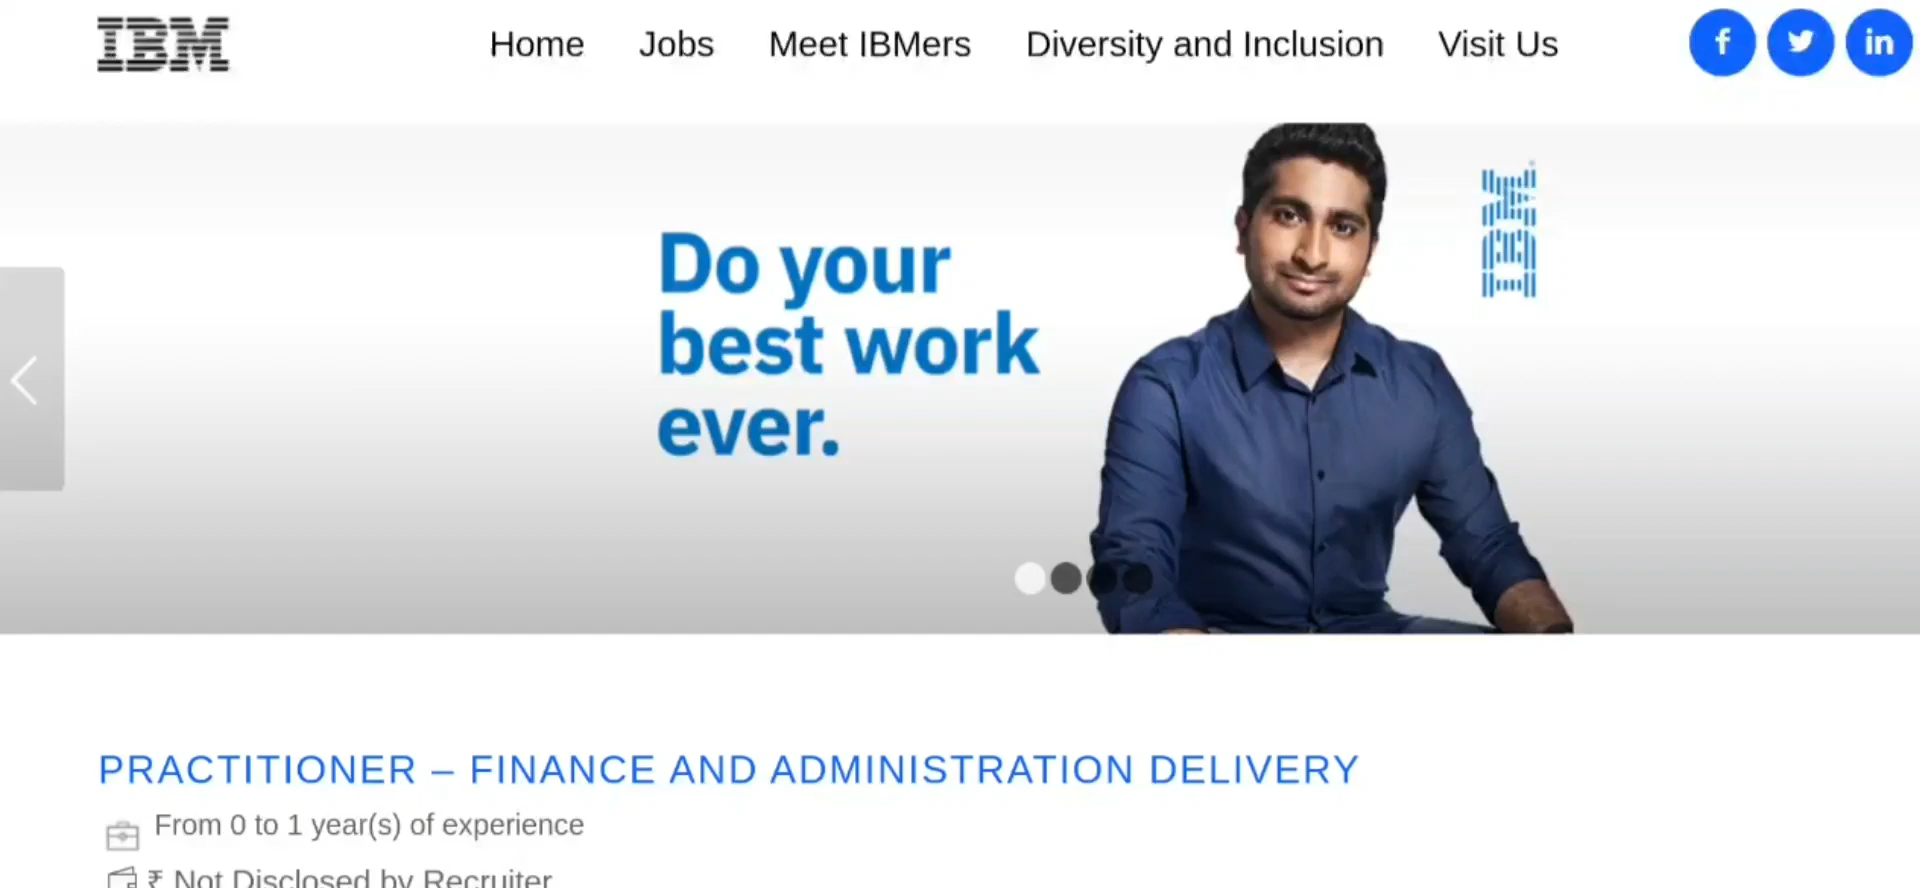 IBM
Home Jobs Meet IBMers Diversity and Inclusion Visit Us
f in
Do your
best work
ever.
IBM
PRACTITIONER – FINANCE AND ADMINISTRATION DELIVERY
From 0 to 1 year(s) of experience
₹ Not Disclosed by Recruiter